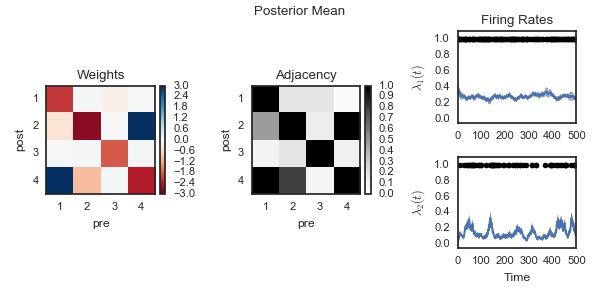 Posterior Mean
Weights
1
2
3
4
post
1 2 3 4
pre
3.0
2.4
1.8
1.2
0.6
0.0
−0.6
−1.2
−1.8
−2.4
−3.0
Adjacency
1
2
3
4
post
1 2 3 4
pre
1.0
0.9
0.8
0.7
0.6
0.5
0.4
0.3
0.2
0.1
0.0
Firing Rates
λ₁(t)
1.0
0.8
0.6
0.4
0.2
0.0
0 100 200 300 400 500
λ₂(t)
1.0
0.8
0.6
0.4
0.2
0.0
0 100 200 300 400 500
Time